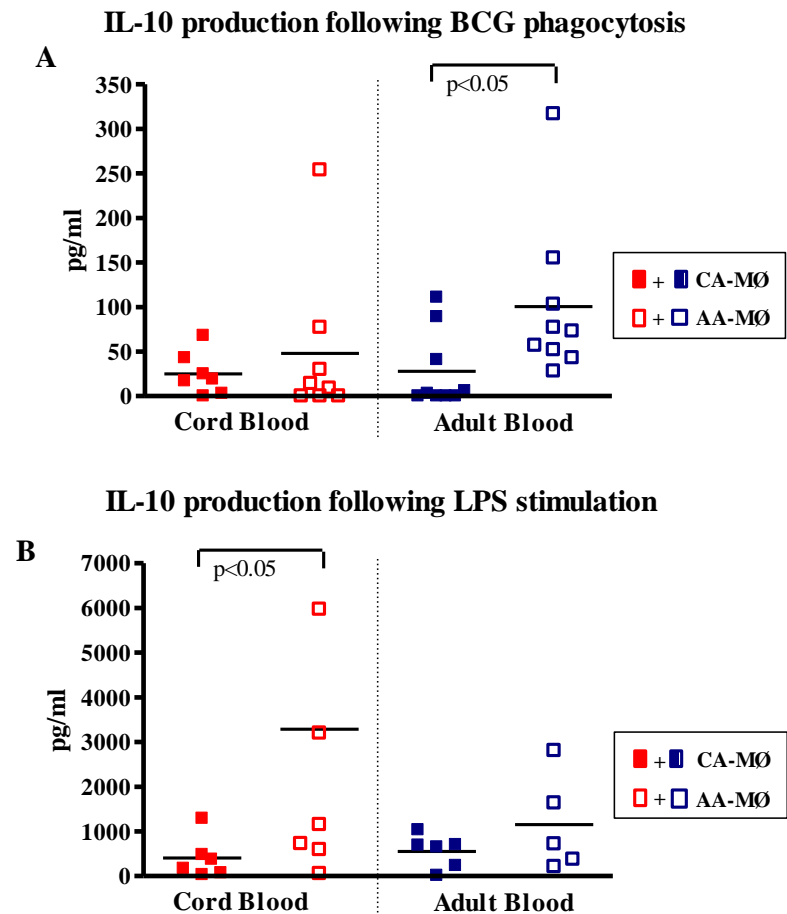 IL-10 production following BCG phagocytosis
A
p<0.05
350
300
250
200
150
100
50
0
pg/ml
Cord Blood
Adult Blood
+ CA-MØ
+ AA-MØ
IL-10 production following LPS stimulation
B
p<0.05
7000
6000
5000
4000
3000
2000
1000
0
pg/ml
Cord Blood
Adult Blood
+ CA-MØ
+ AA-MØ